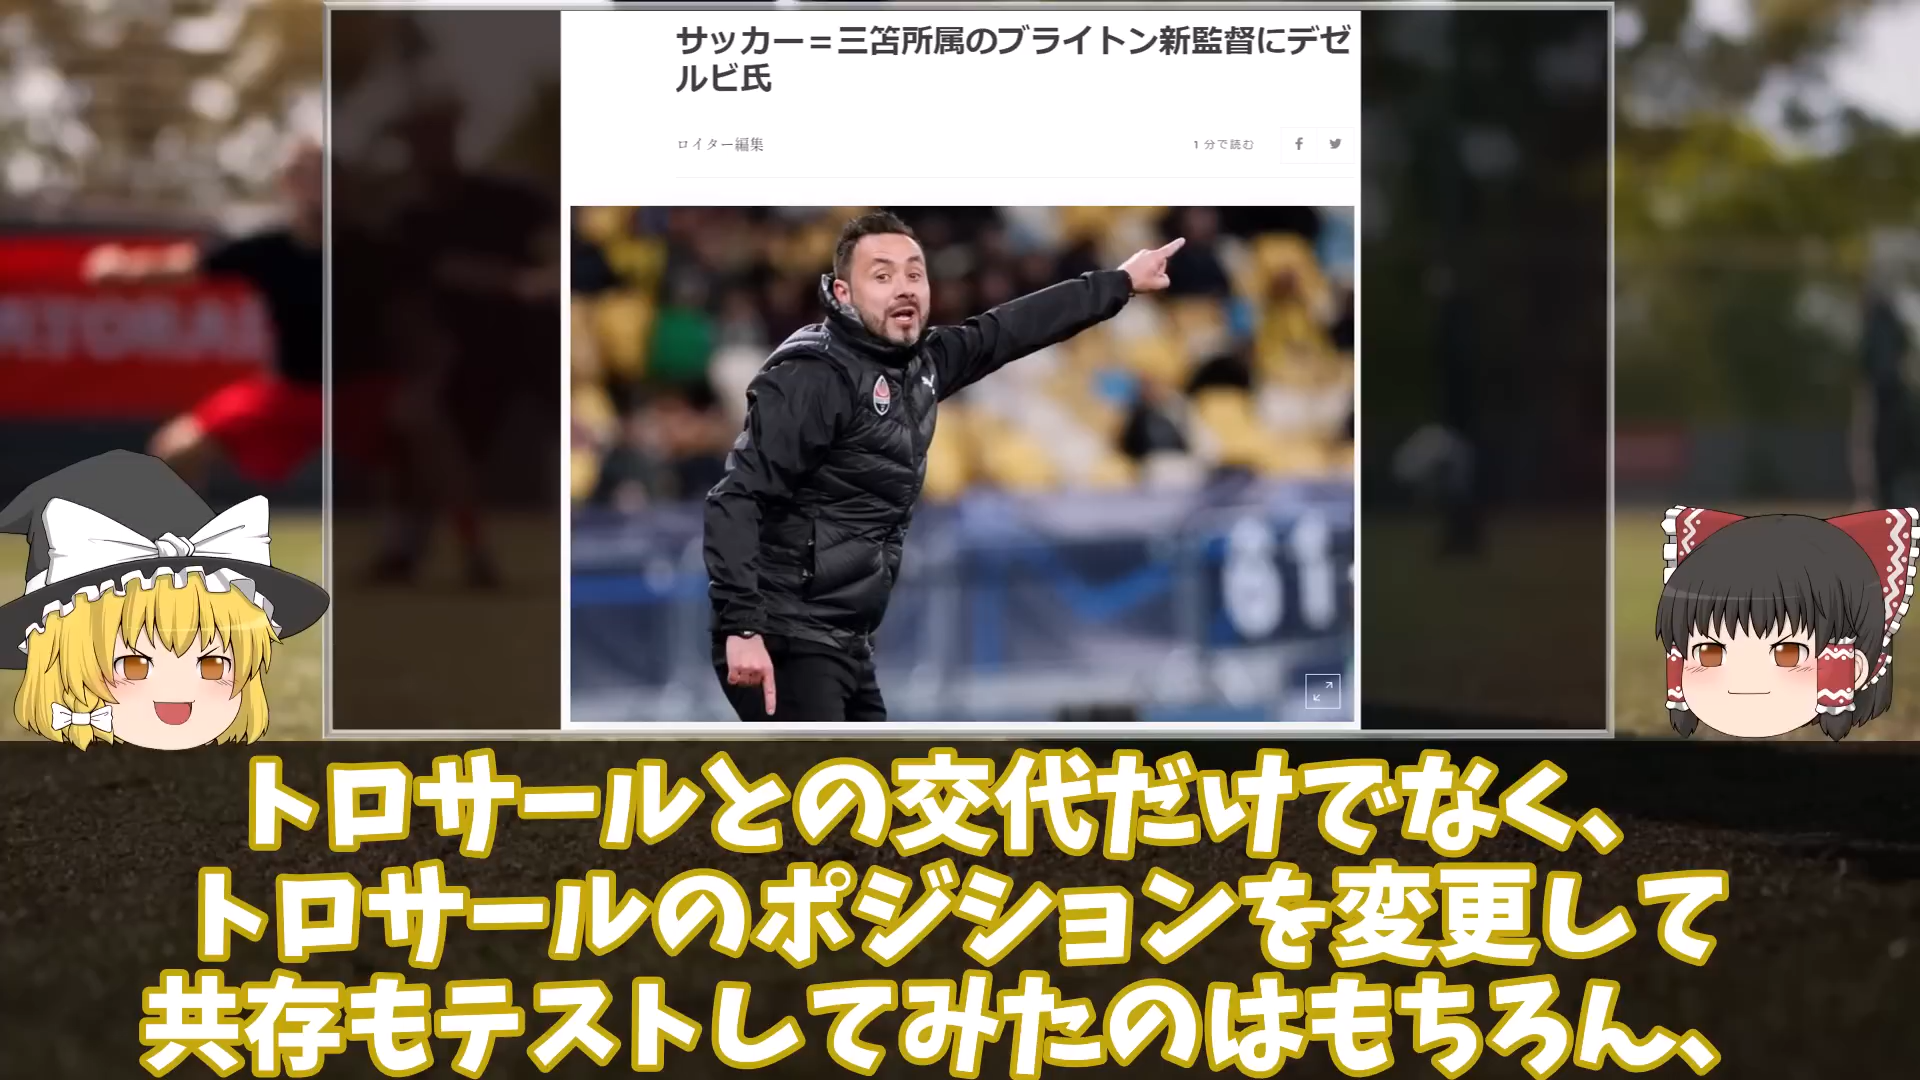 サッカー＝三笘所属のブライトン新監督にデゼ
ルビ氏
ロイター編集
1 分で読む
トロサールとの交代だけでなく、
トロサールのポジションを変更して
共存もテストしてみたのはもちろん、